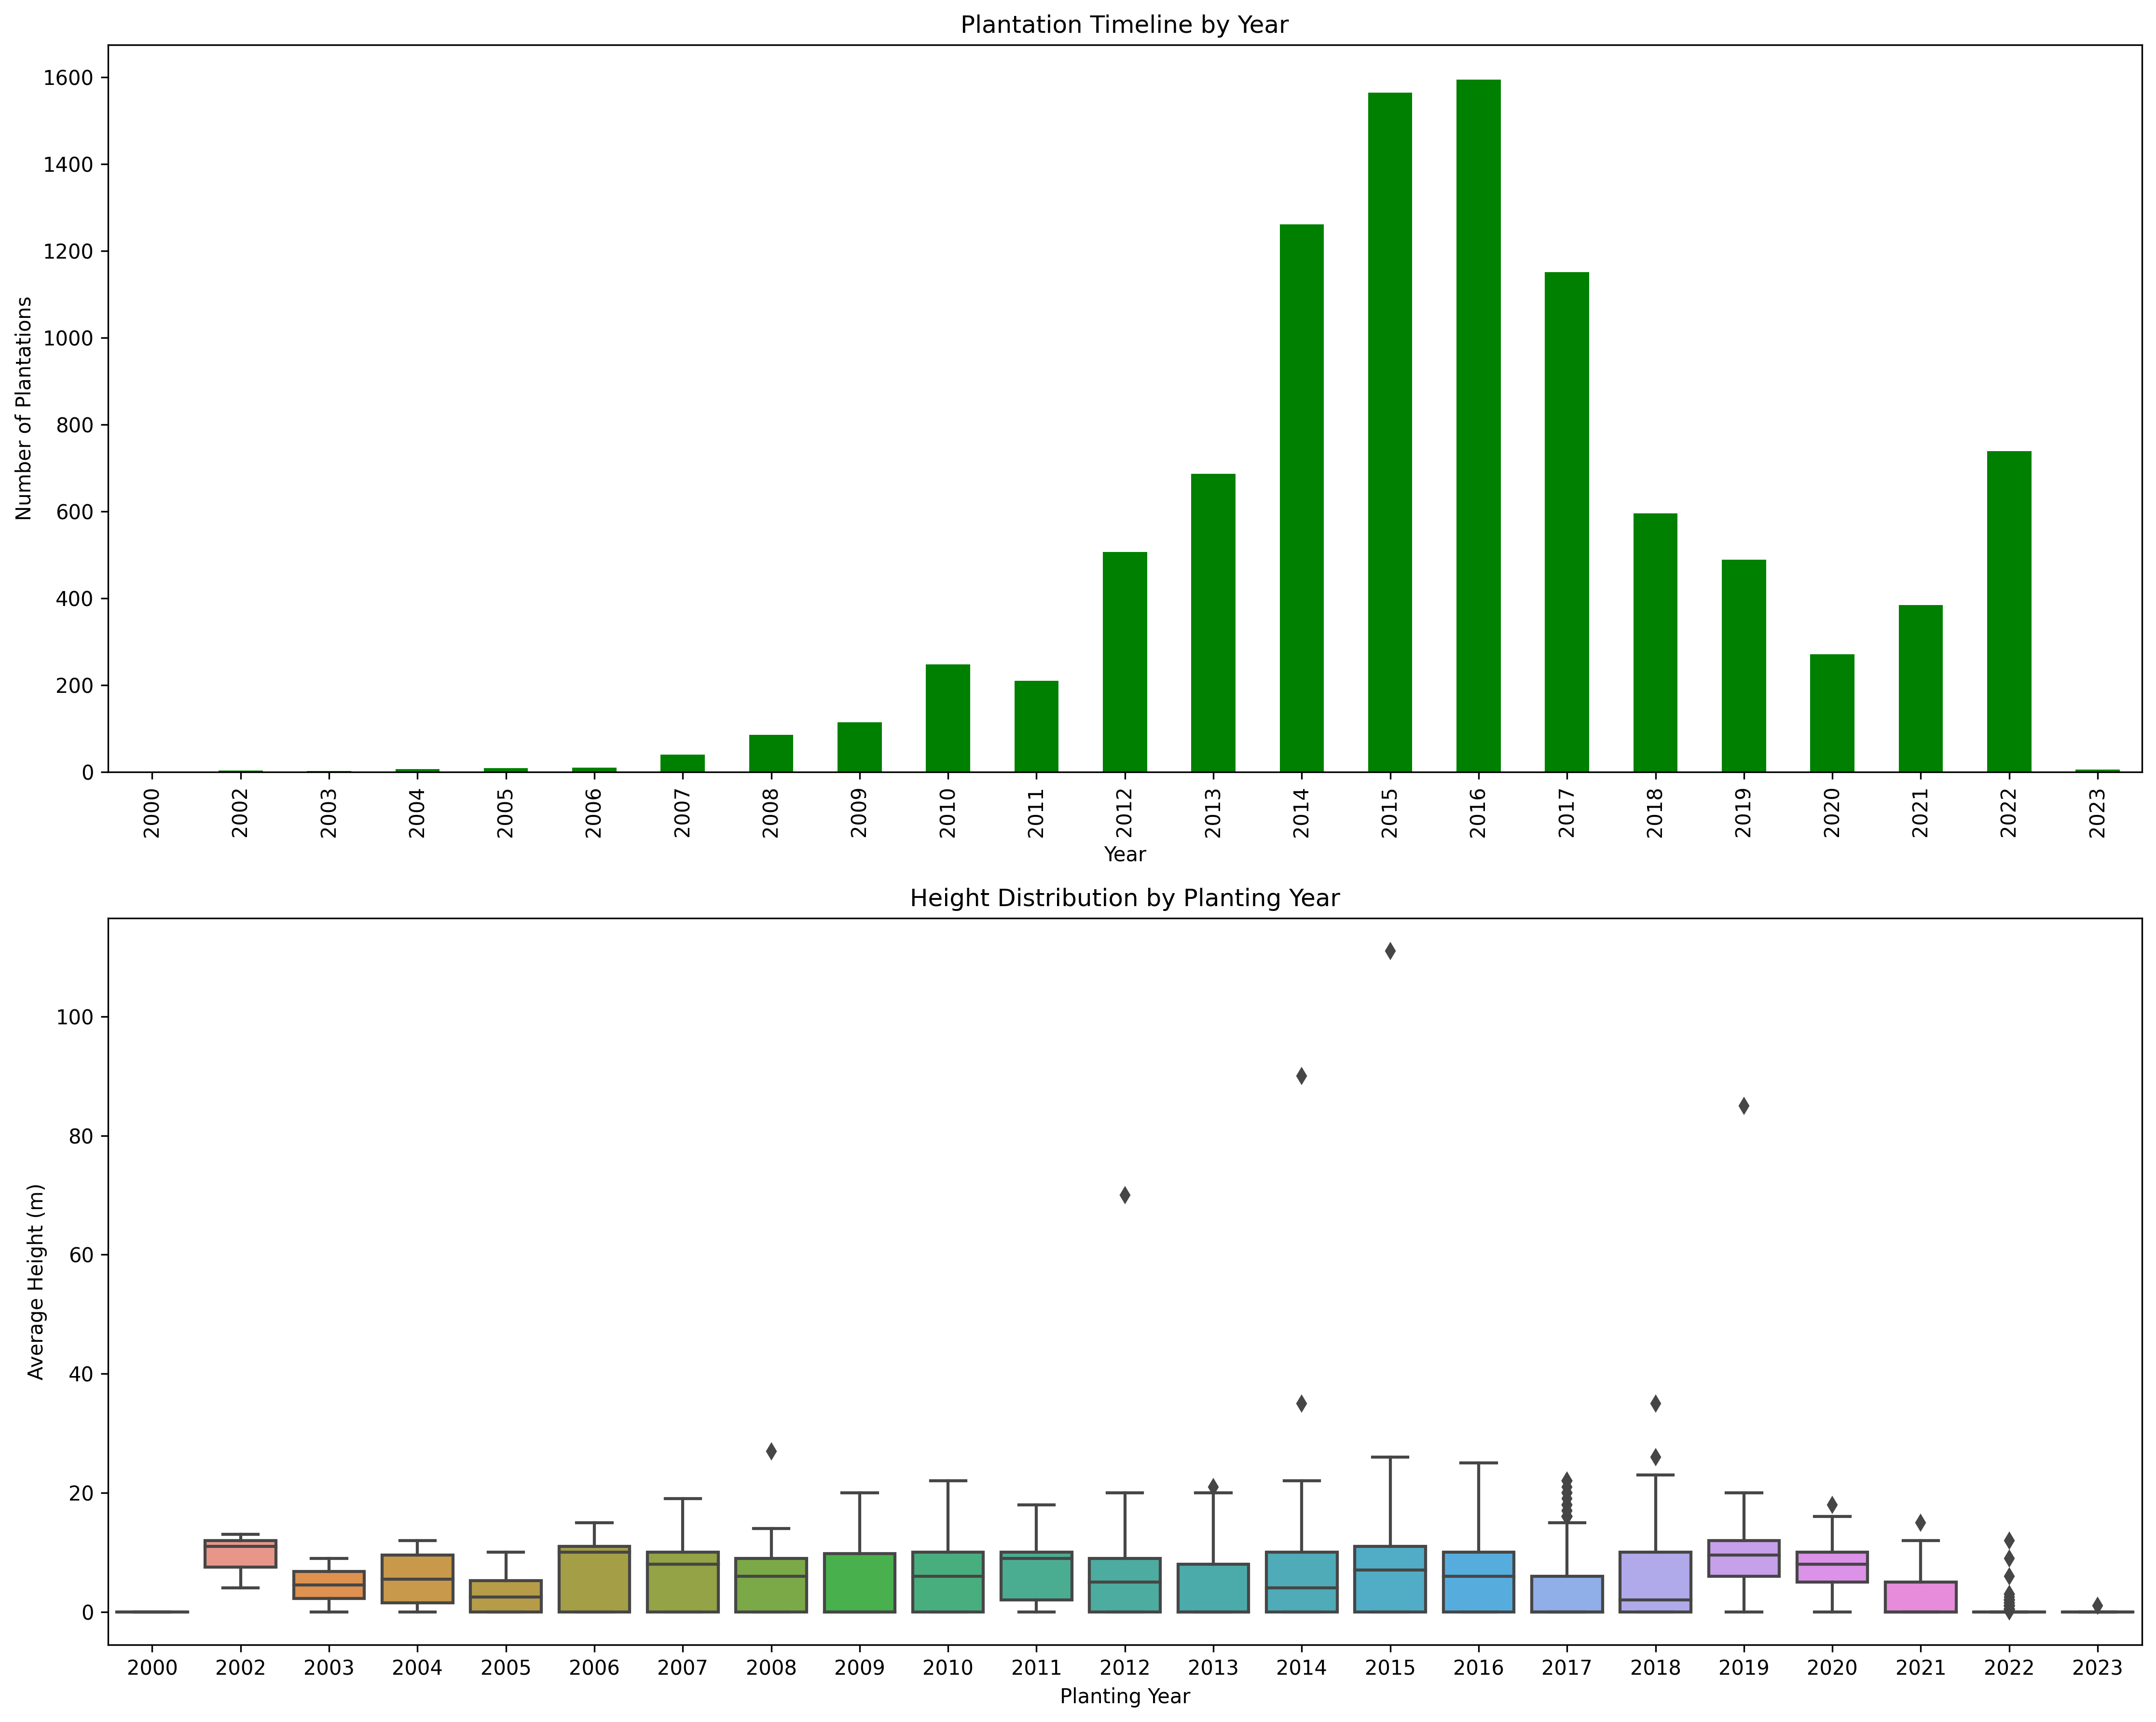 Plantation Timeline by Year
Number of Plantations
1600
1400
1200
1000
800
600
400
200
0
2000 2002 2003 2004 2005 2006 2007 2008 2009 2010 2011 2012 2013 2014 2015 2016 2017 2018 2019 2020 2021 2022 2023
Year
Height Distribution by Planting Year
Average Height (m)
100
80
60
40
20
0
2000 2002 2003 2004 2005 2006 2007 2008 2009 2010 2011 2012 2013 2014 2015 2016 2017 2018 2019 2020 2021 2022 2023
Planting Year